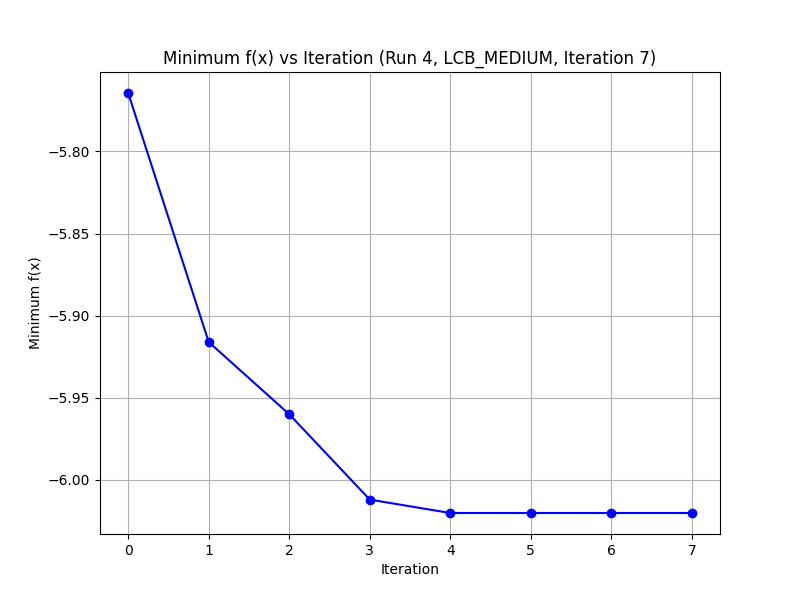 Minimum f(x) vs Iteration (Run 4, LCB_MEDIUM, Iteration 7)
Minimum f(x)
−5.80
−5.85
−5.90
−5.95
−6.00
0 1 2 3 4 5 6 7
Iteration